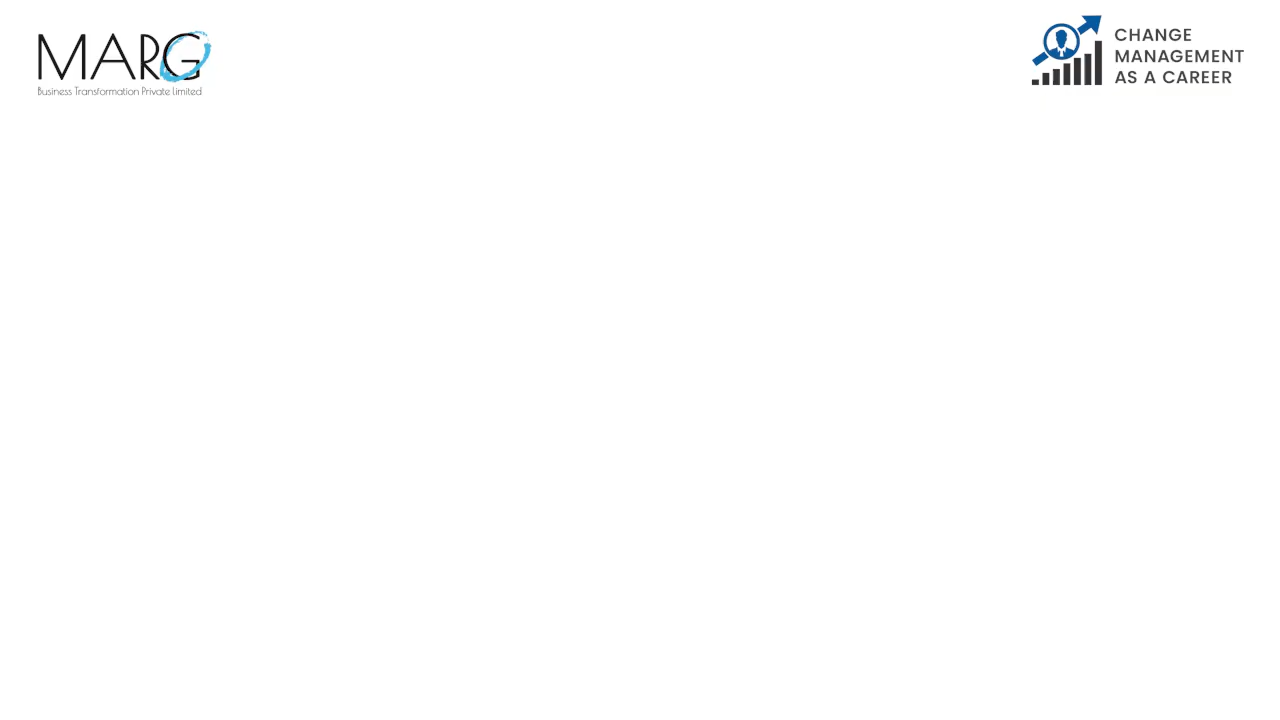 MARG
Business Transformation Private Limited
CHANGE
MANAGEMENT
AS A CAREER